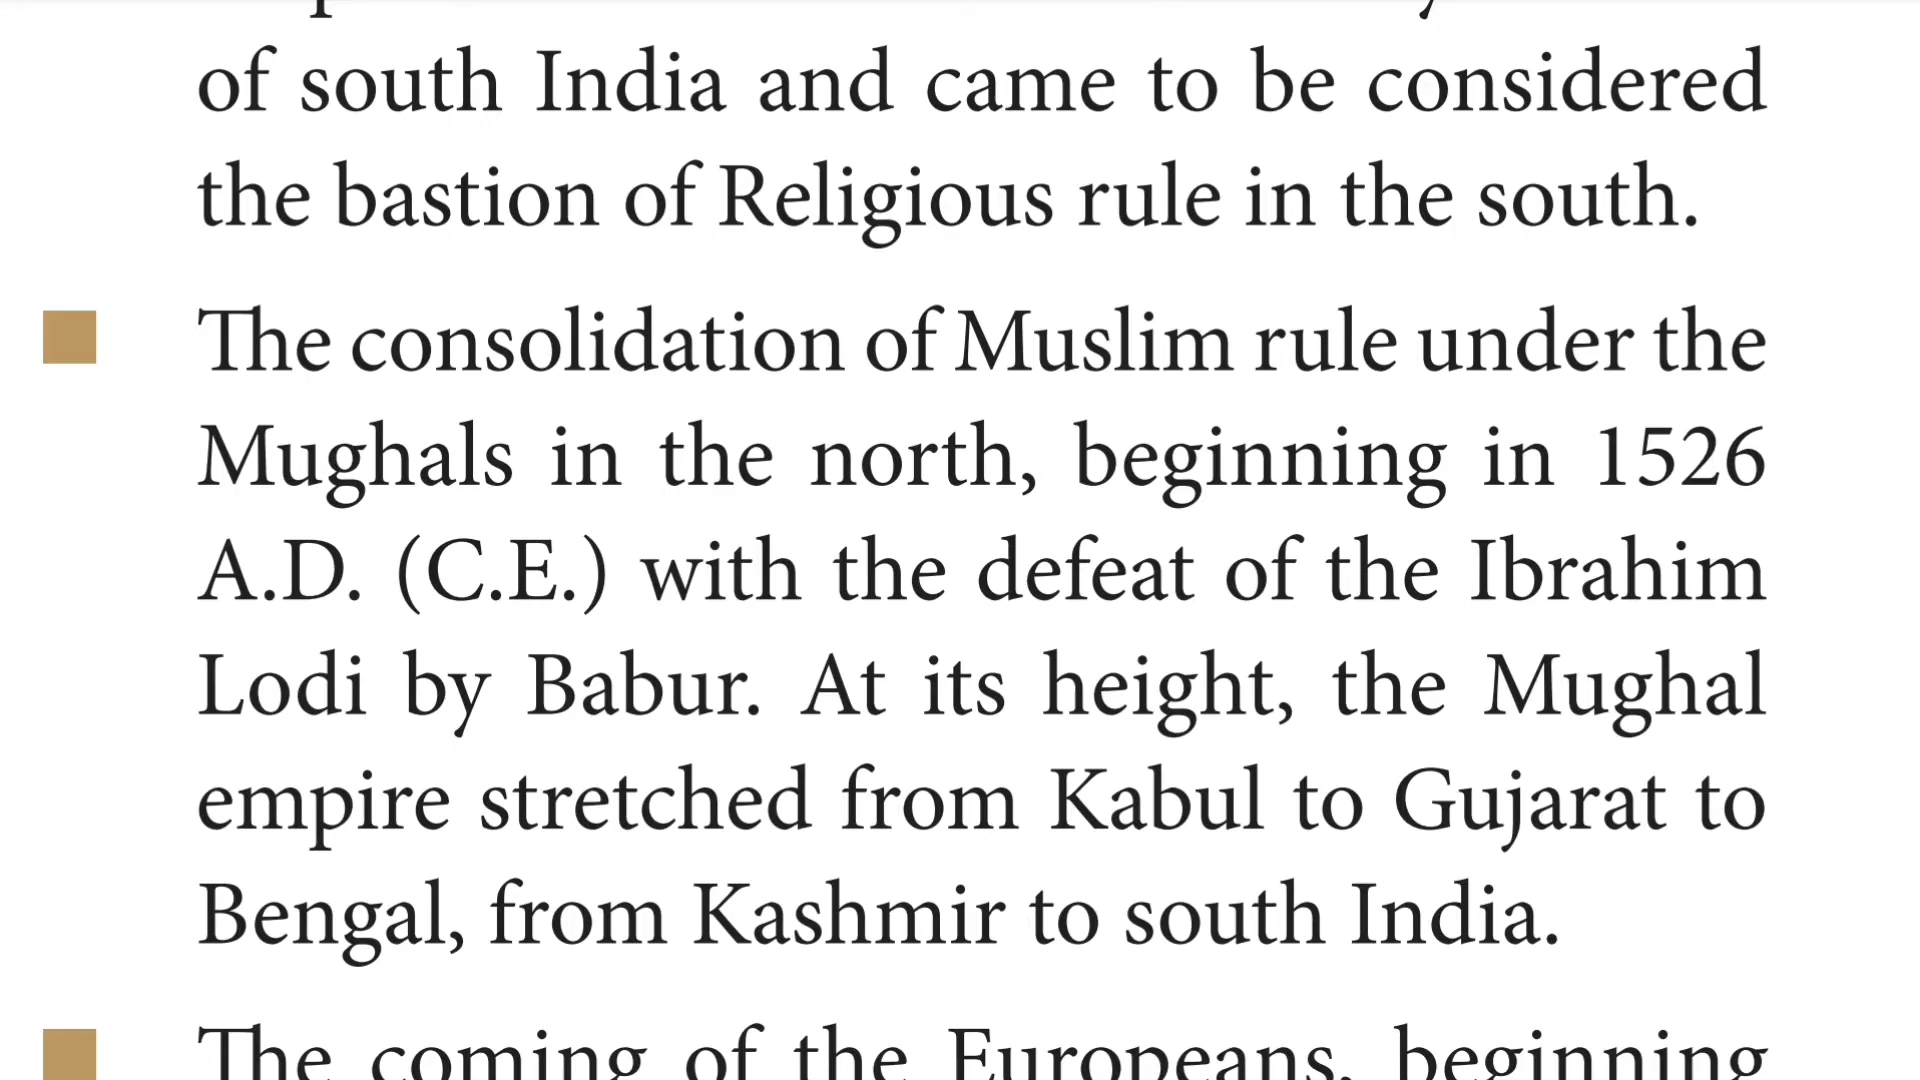 of south India and came to be considered
the bastion of Religious rule in the south.
The consolidation of Muslim rule under the
Mughals in the north, beginning in 1526
A.D. (C.E.) with the defeat of the Ibrahim
Lodi by Babur. At its height, the Mughal
empire stretched from Kabul to Gujarat to
Bengal, from Kashmir to south India.
The coming of the Europeans, beginning